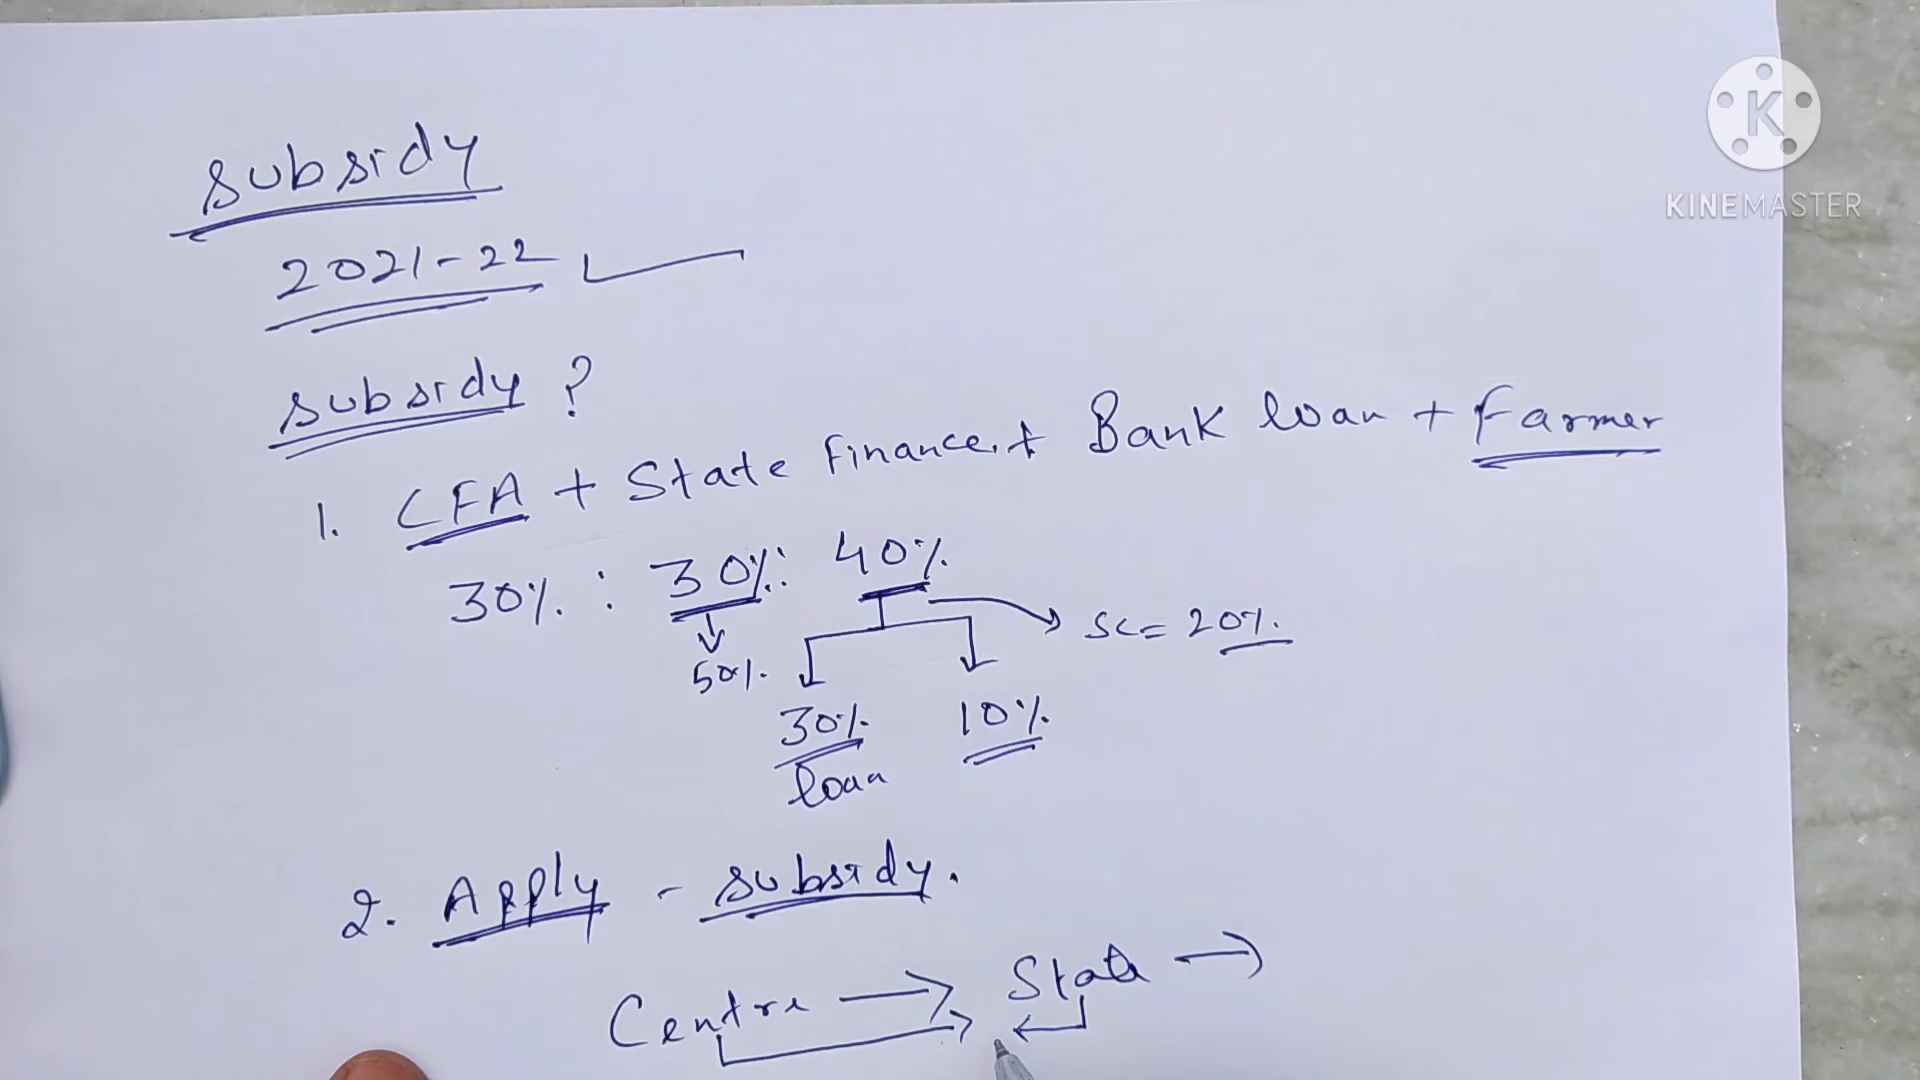 K
KINEMASTER
subsidy
2021-22
subsidy ?
1. CFA + State Finance. + Bank loan + Farmer
30% : 30% : 40%
50%. SC = 20%.
30% 10%
loan
2. Apply - subsidy.
Centre → State →